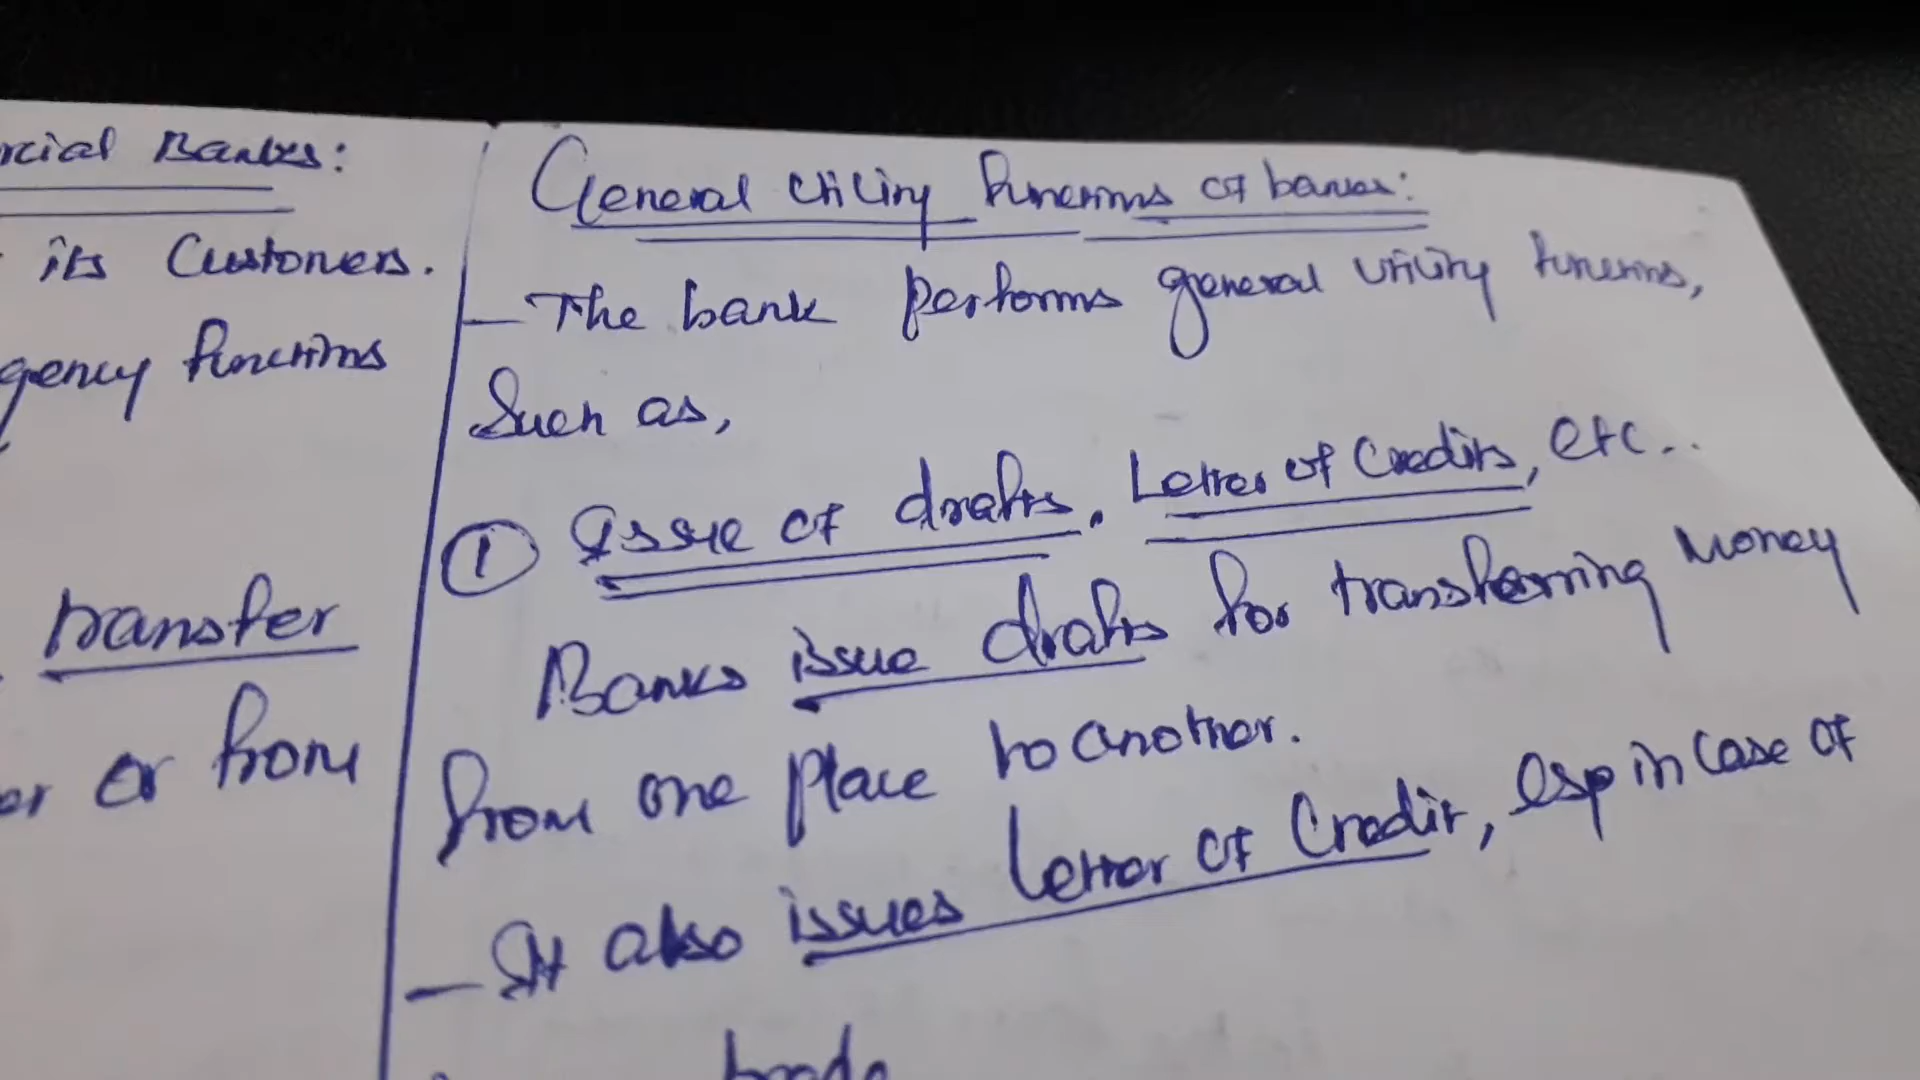 rcial Banks:
its Customers.
gency functions
transfer
er or from
General Utility functions of banks:
- The bank performs general utility functions,
Such as,
① Issue of drafts, Letter of Credits, etc..
Banks issue drafts for transferring money
from one place to another.
- It also issues letter of Credit, esp in case of
trade